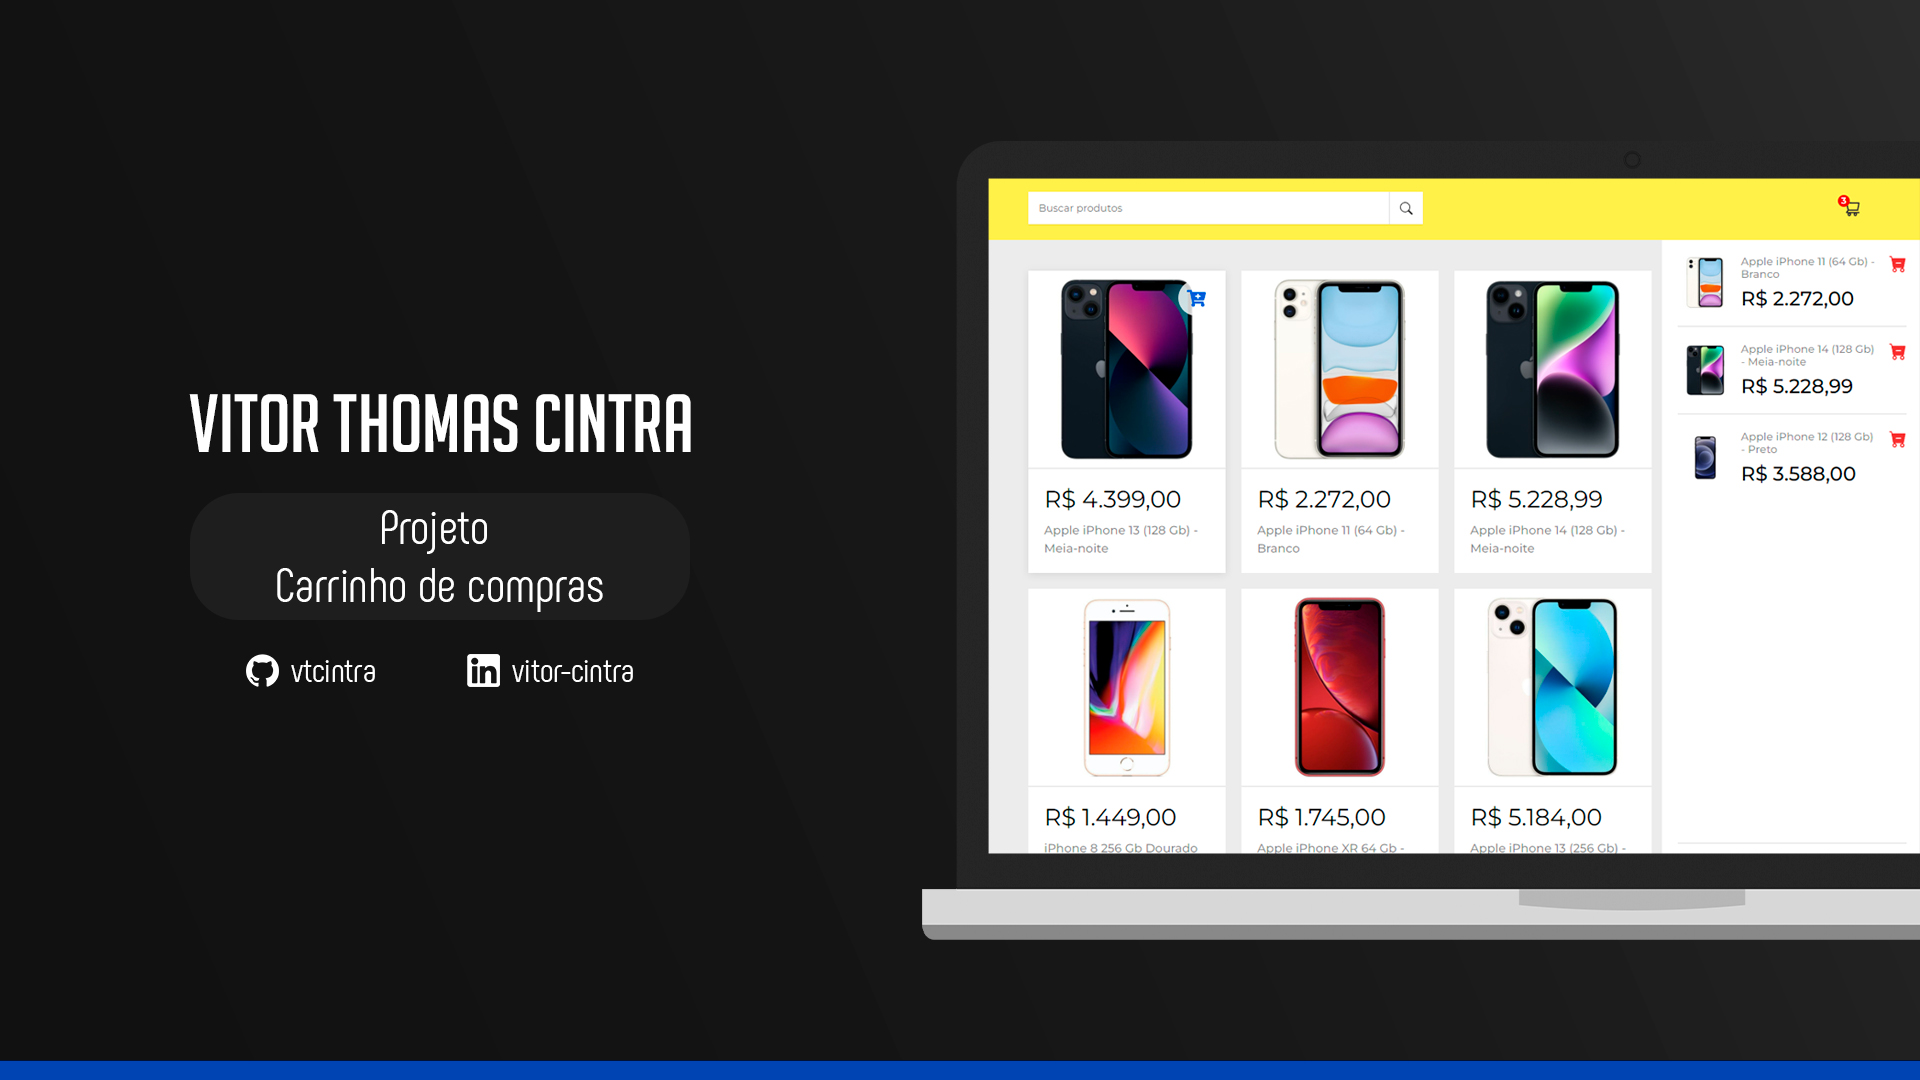 VITOR THOMAS CINTRA
Projeto
Carrinho de compras
vtcintra
in vitor-cintra
Buscar produtos
3
R$ 4.399,00
Apple iPhone 13 (128 Gb) -
Meia-noite
R$ 2.272,00
Apple iPhone 11 (64 Gb) -
Branco
R$ 5.228,99
Apple iPhone 14 (128 Gb) -
Meia-noite
R$ 1.449,00
iPhone 8 256 Gb Dourado
R$ 1.745,00
Apple iPhone XR 64 Gb -
R$ 5.184,00
Apple iPhone 13 (256 Gb) -
Apple iPhone 11 (64 Gb) -
Branco
R$ 2.272,00
Apple iPhone 14 (128 Gb)
- Meia-noite
R$ 5.228,99
Apple iPhone 12 (128 Gb)
- Preto
R$ 3.588,00